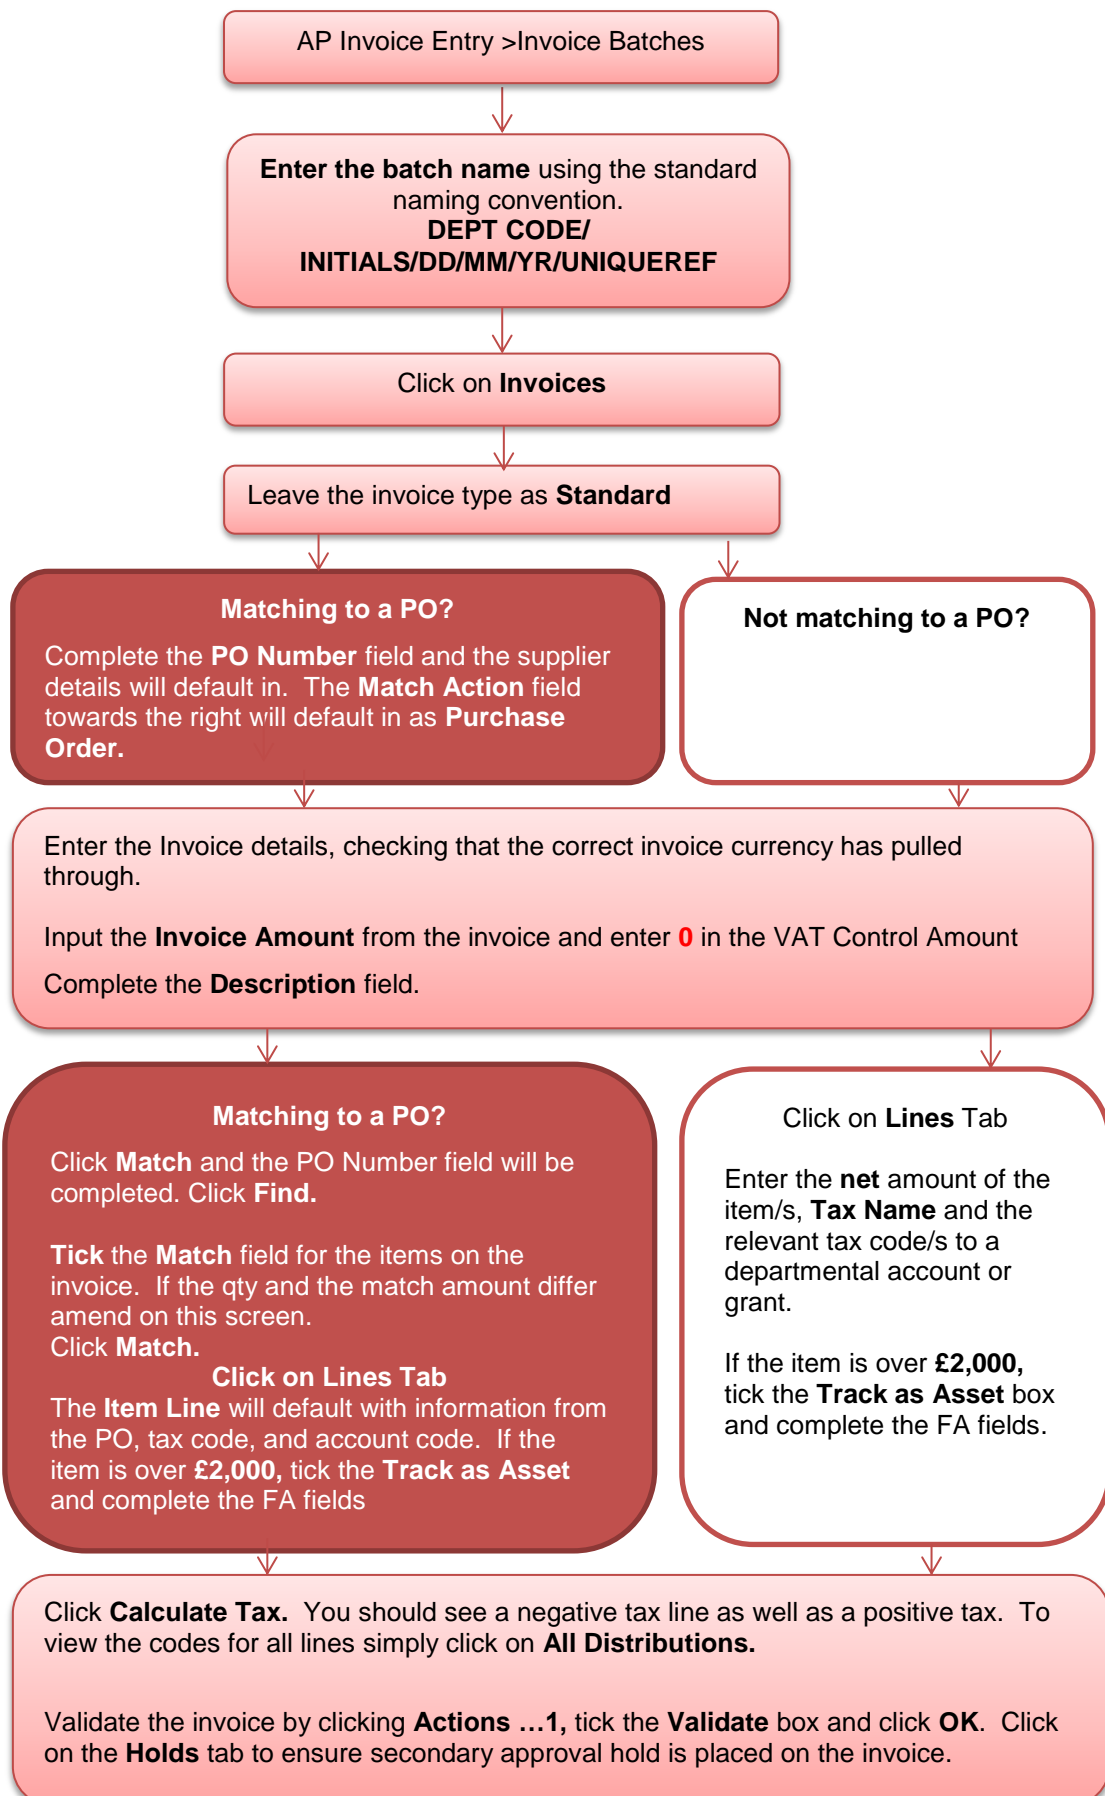 AP Invoice Entry >Invoice Batches
Enter the batch name using the standard
naming convention.
DEPT CODE/
INITIALS/DD/MM/YR/UNIQUEREF
Click on Invoices
Leave the invoice type as Standard
Matching to a PO?
Complete the PO Number field and the supplier
details will default in.  The Match Action field
towards the right will default in as Purchase
Order.
Not matching to a PO?
Enter the Invoice details, checking that the correct invoice currency has pulled
through.
Input the Invoice Amount from the invoice and enter 0 in the VAT Control Amount
Complete the Description field.
Matching to a PO?
Click Match and the PO Number field will be
completed. Click Find.
Tick the Match field for the items on the
invoice.  If the qty and the match amount differ
amend on this screen.
Click Match.
Click on Lines Tab
The Item Line will default with information from
the PO, tax code, and account code.  If the
item is over £2,000, tick the Track as Asset
and complete the FA fields
Click on Lines Tab
Enter the net amount of the
item/s, Tax Name and the
relevant tax code/s to a
departmental account or
grant.
If the item is over £2,000,
tick the Track as Asset box
and complete the FA fields.
Click Calculate Tax.  You should see a negative tax line as well as a positive tax.  To
view the codes for all lines simply click on All Distributions.
Validate the invoice by clicking Actions …1, tick the Validate box and click OK.  Click
on the Holds tab to ensure secondary approval hold is placed on the invoice.